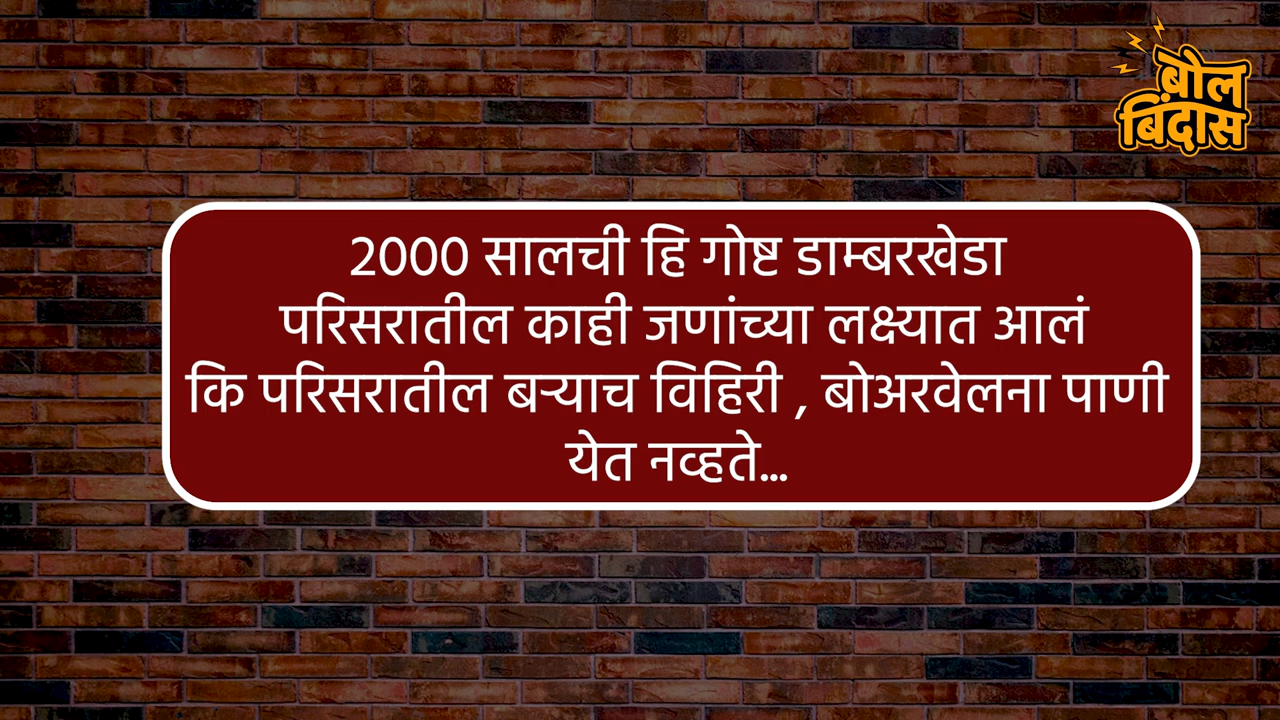 बोल
बिंदास
2000 सालची हि गोष्ट डाम्बरखेडा
परिसरातील काही जणांच्या लक्ष्यात आलं
कि परिसरातील बऱ्याच विहिरी , बोअरवेलना पाणी
येत नव्हते...